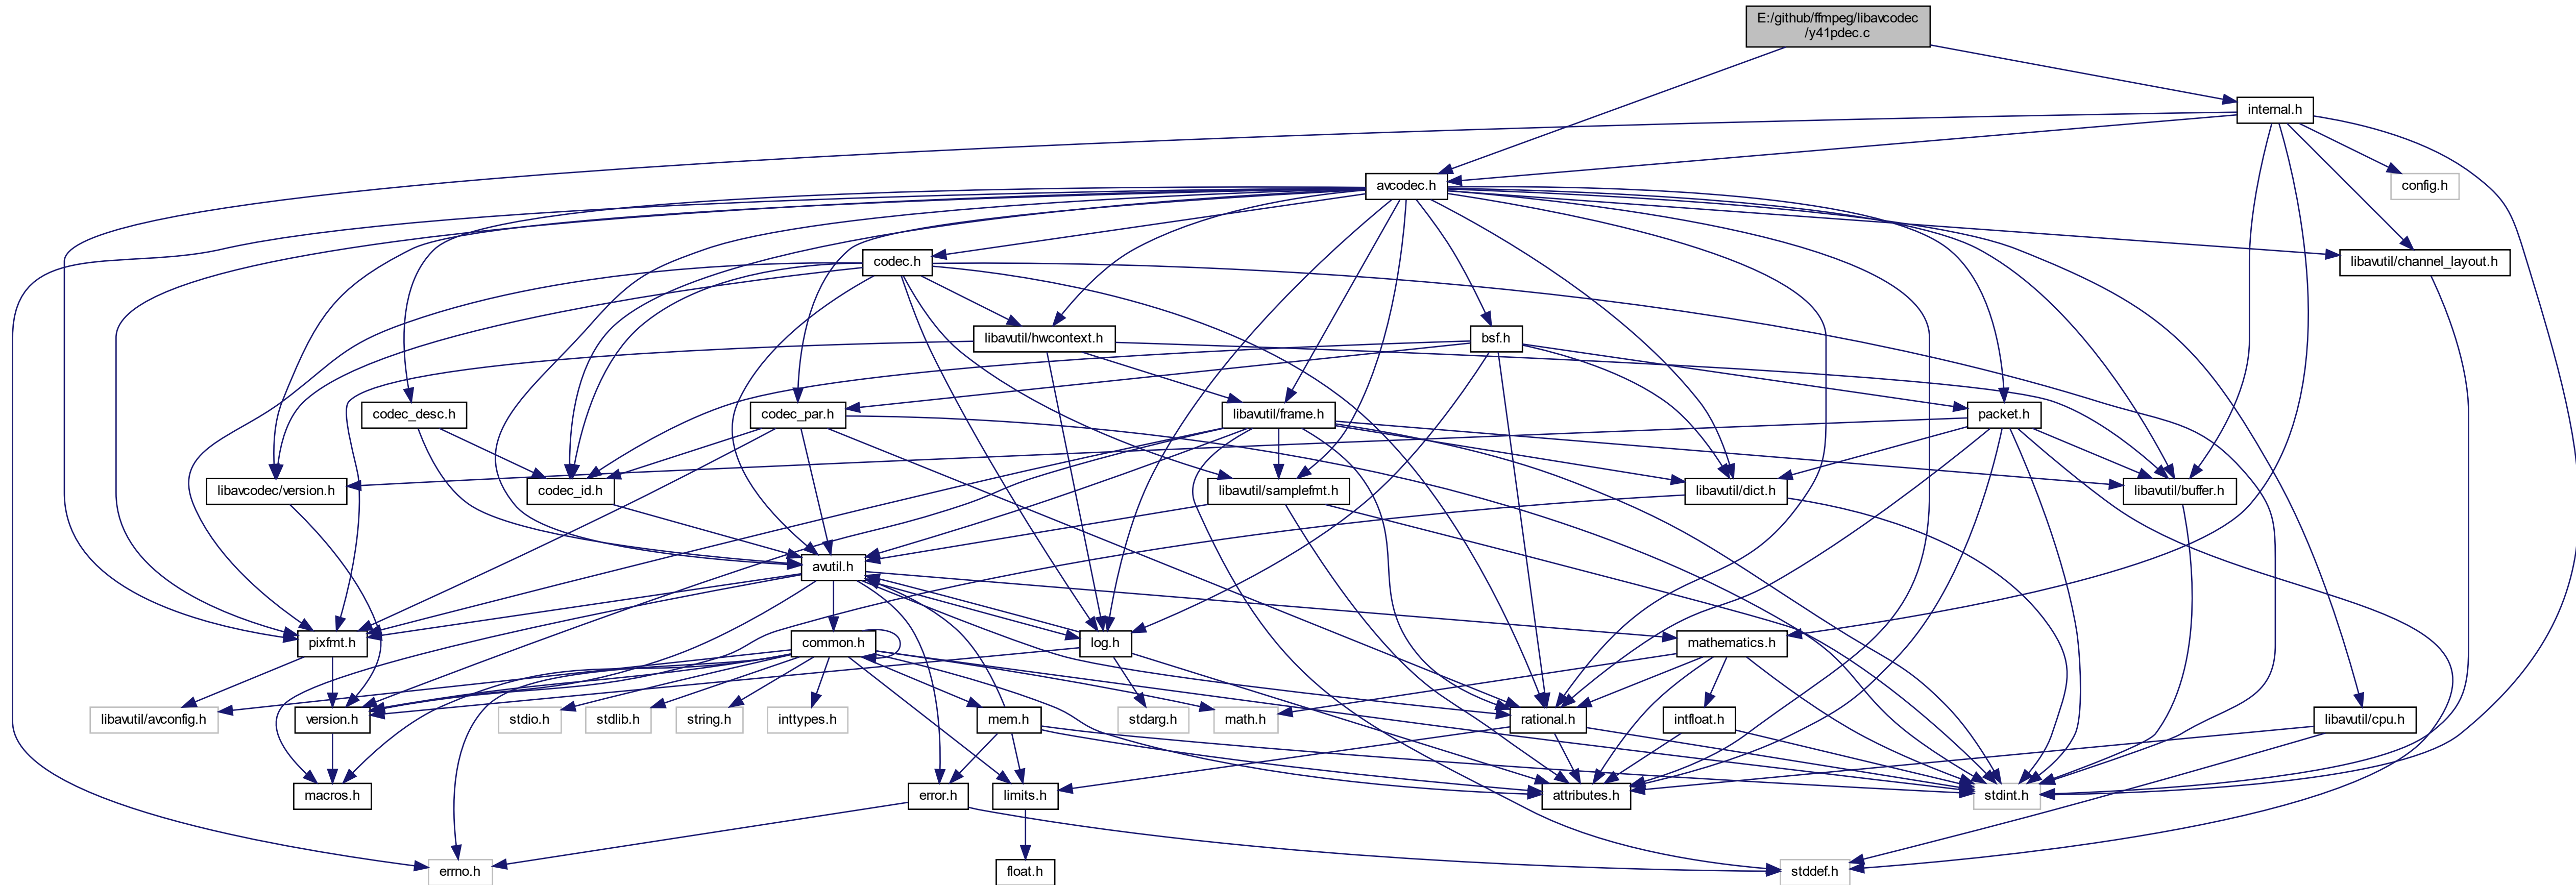 E:/github/ffmpeg/libavcodec
/y41pdec.c
internal.h
avcodec.h
config.h
codec.h
libavutil/channel_layout.h
libavutil/hwcontext.h
bsf.h
codec_desc.h
codec_par.h
libavutil/frame.h
packet.h
libavcodec/version.h
codec_id.h
libavutil/samplefmt.h
libavutil/dict.h
libavutil/buffer.h
avutil.h
pixfmt.h
common.h
log.h
mathematics.h
libavutil/avconfig.h
version.h
stdio.h
stdlib.h
string.h
inttypes.h
mem.h
stdarg.h
math.h
rational.h
intfloat.h
libavutil/cpu.h
macros.h
error.h
limits.h
attributes.h
stdint.h
errno.h
float.h
stddef.h